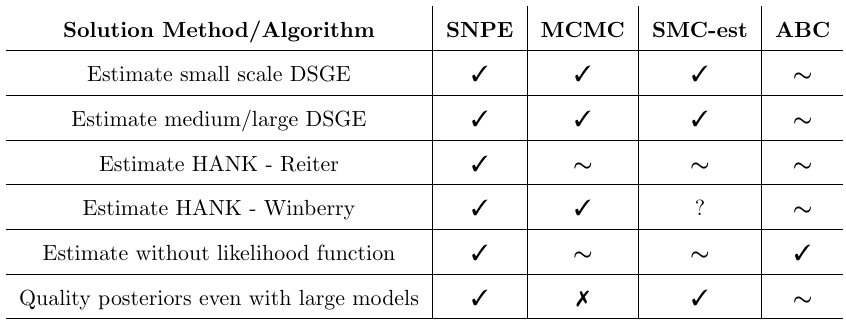 Solution Method/Algorithm SNPE MCMC SMC-est ABC
Estimate small scale DSGE ✓ ✓ ✓ ∼
Estimate medium/large DSGE ✓ ✓ ✓ ∼
Estimate HANK - Reiter ✓ ∼ ∼ ∼
Estimate HANK - Winberry ✓ ✓ ? ∼
Estimate without likelihood function ✓ ∼ ∼ ✓
Quality posteriors even with large models ✓ ✗ ✓ ∼